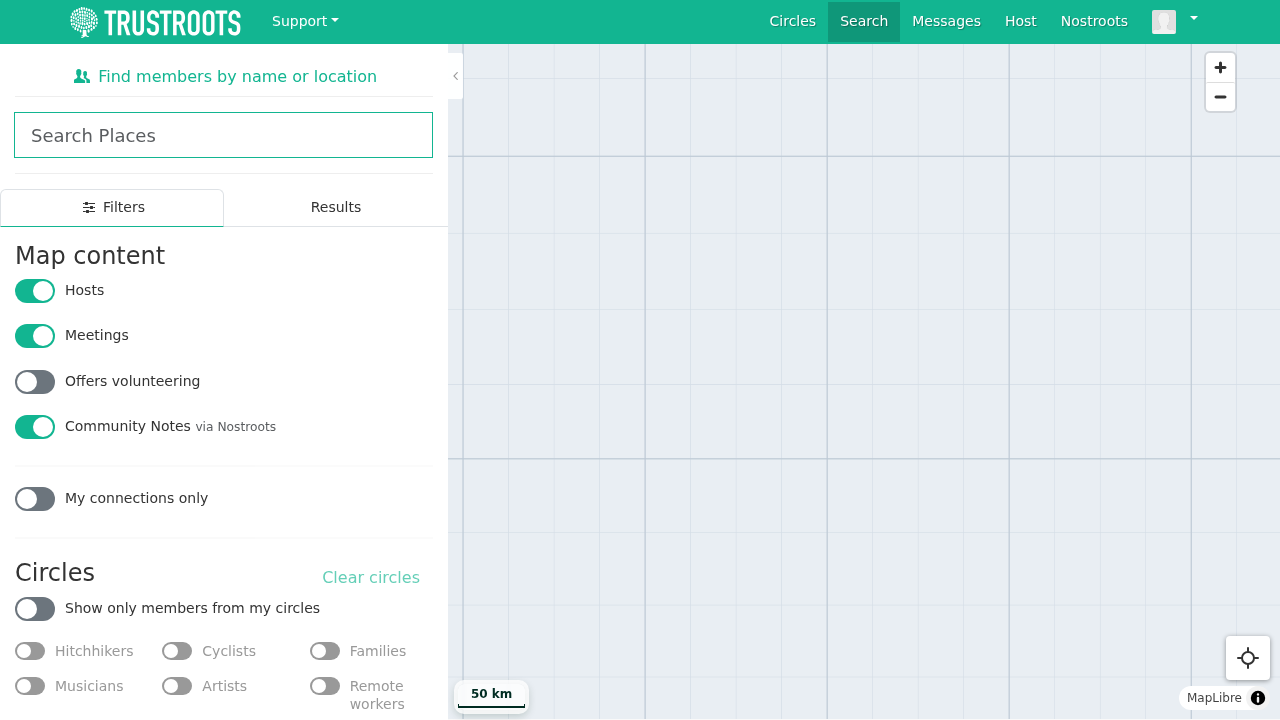 TRUSTROOTS
Support
Circles
Search
Messages
Host
Nostroots
Find members by name or location
Search Places
Filters
Results
Map content
Hosts
Meetings
Offers volunteering
Community Notes via Nostroots
My connections only
Circles
Clear circles
Show only members from my circles
Hitchhikers
Cyclists
Families
Musicians
Artists
Remote
workers
50 km
MapLibre